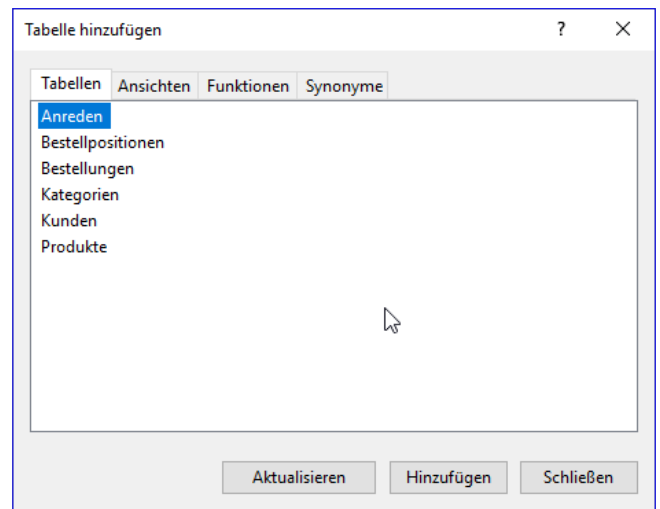 Tabelle hinzufügen ?
Tabellen Ansichten Funktionen Synonyme
Anreden
Bestellpositionen
Bestellungen
Kategorien
Kunden
Produkte
Aktualisieren Hinzufügen Schließen